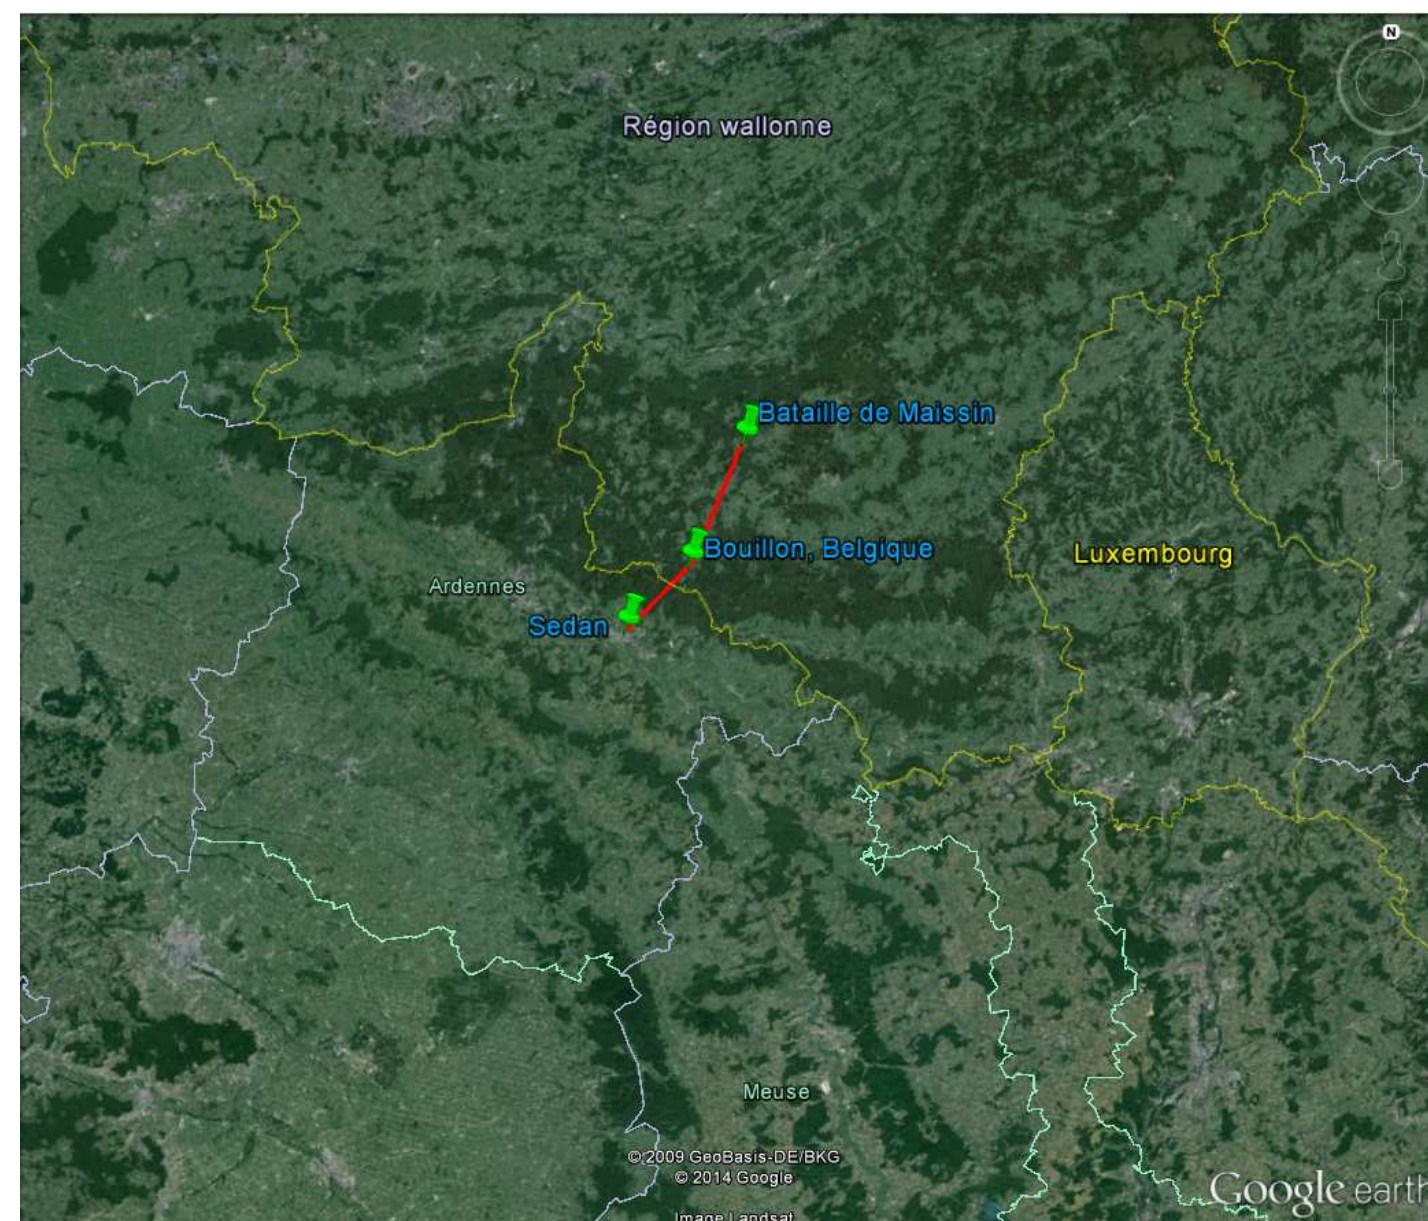 N
Région wallonne
Bataille de Maissin
Bouillon, Belgique
Luxembourg
Ardennes
Sedan
Meuse
© 2009 GeoBasis-DE/BKG
© 2014 Google
Image Landsat
Google earth